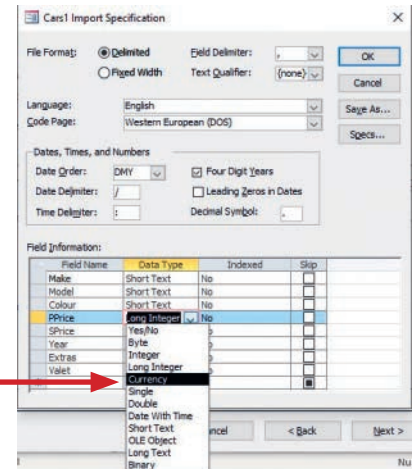 Cars1 Import Specification
File Format: Delimited Field Delimiter: ,
Fixed Width Text Qualifier: {none}
OK
Cancel
Language: English
Code Page: Western European (DOS)
Save As...
Specs...
Dates, Times, and Numbers
Date Order: DMY Four Digit Years
Date Delimiter: / Leading Zeros in Dates
Time Delimiter: : Decimal Symbol: .
Field Information:
Field Name Data Type Indexed Skip
Make Short Text No
Model Short Text No
Colour Short Text No
PPrice Long Integer No
SPrice
Year
Extras
Valet
Yes/No
Byte
Integer
Long Integer
Currency
Single
Double
Date With Time
Short Text
OLE Object
Long Text
Binary
ncel < Back Next >
Nu